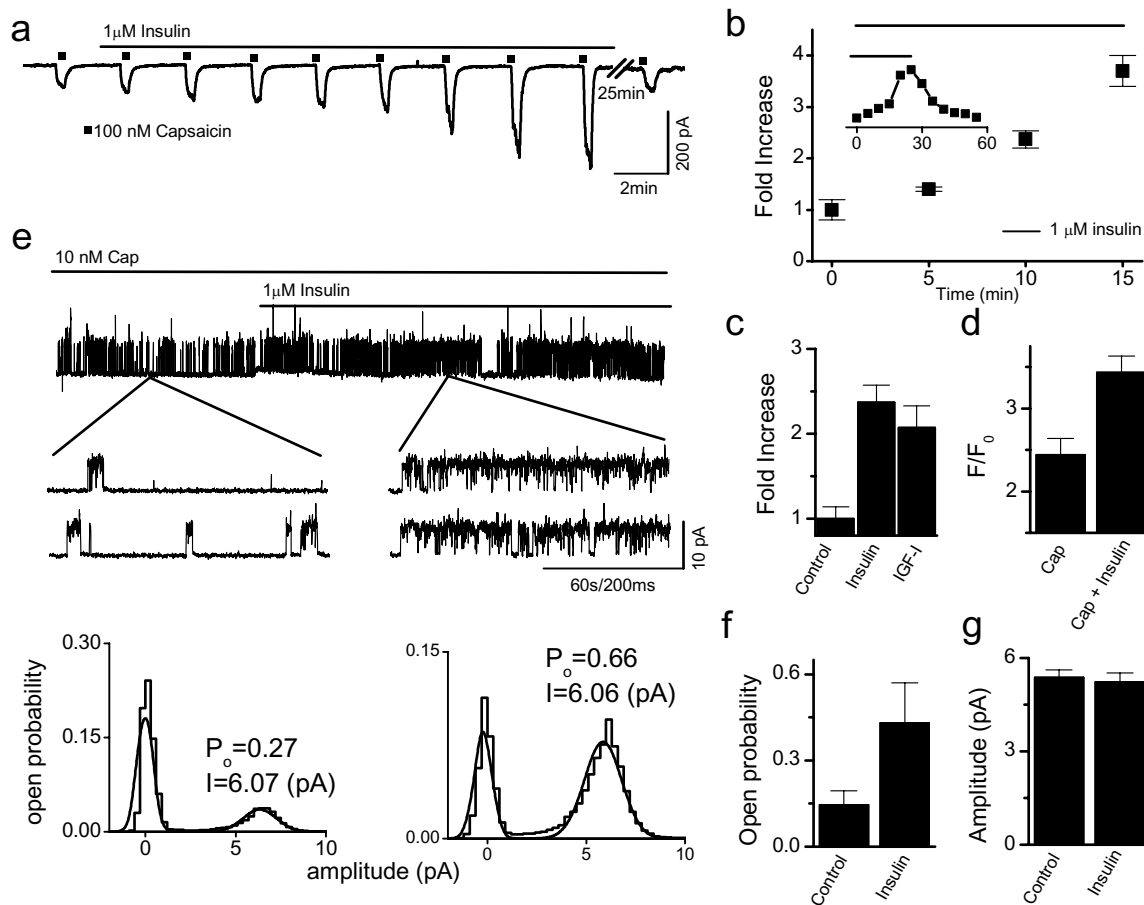 a
1μM Insulin
25min
■100 nM Capsaicin
200 pA
2min
b
Fold Increase
4
3
2
1
0 30 60
1 μM insulin
0 5 10 15
Time (min)
e
10 nM Cap
1μM Insulin
10 pA
60s/200ms
c
Fold Increase
3
2
1
Control
Insulin
IGF-I
d
F/F0
3
2
Cap
Cap + Insulin
open probability
0.30
0.15
0.00
Po=0.27
I=6.07 (pA)
0 5 10
0.15
0.00
Po=0.66
I=6.06 (pA)
0 5 10
amplitude (pA)
f
Open probability
0.6
0.3
0.0
Control
Insulin
g
Amplitude (pA)
6
3
0
Control
Insulin